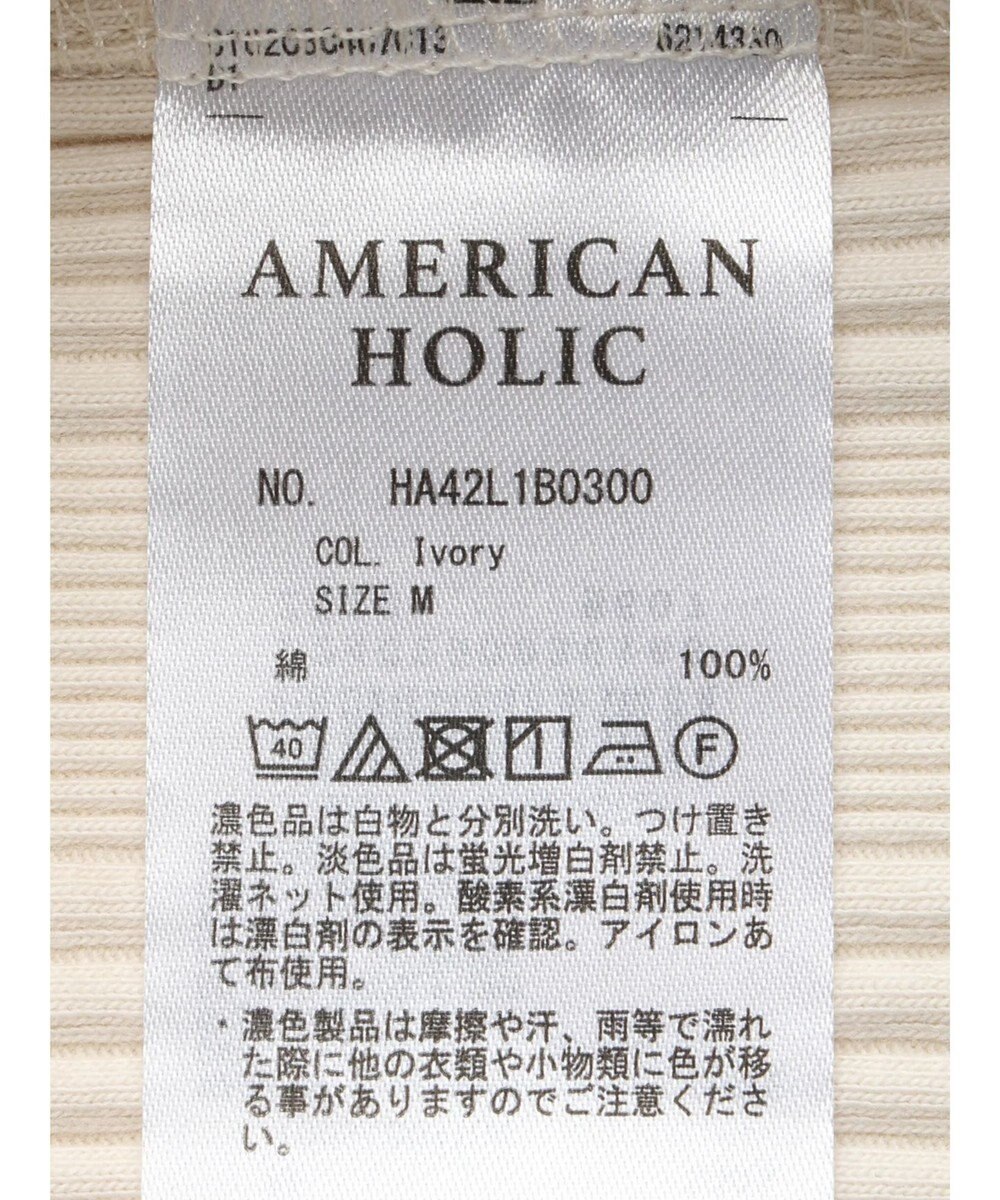 AMERICAN
HOLIC
NO. HA42L1B0300
COL. Ivory
SIZE M
綿 100%
40 F
濃色品は白物と分別洗い。つけ置き
禁止。淡色品は蛍光増白剤禁止。洗
濯ネット使用。酸素系漂白剤使用時
は漂白剤の表示を確認。アイロンあ
て布使用。
・濃色製品は摩擦や汗、雨等で濡れ
た際に他の衣類や小物類に色が移
る事がありますのでご注意くださ
い。